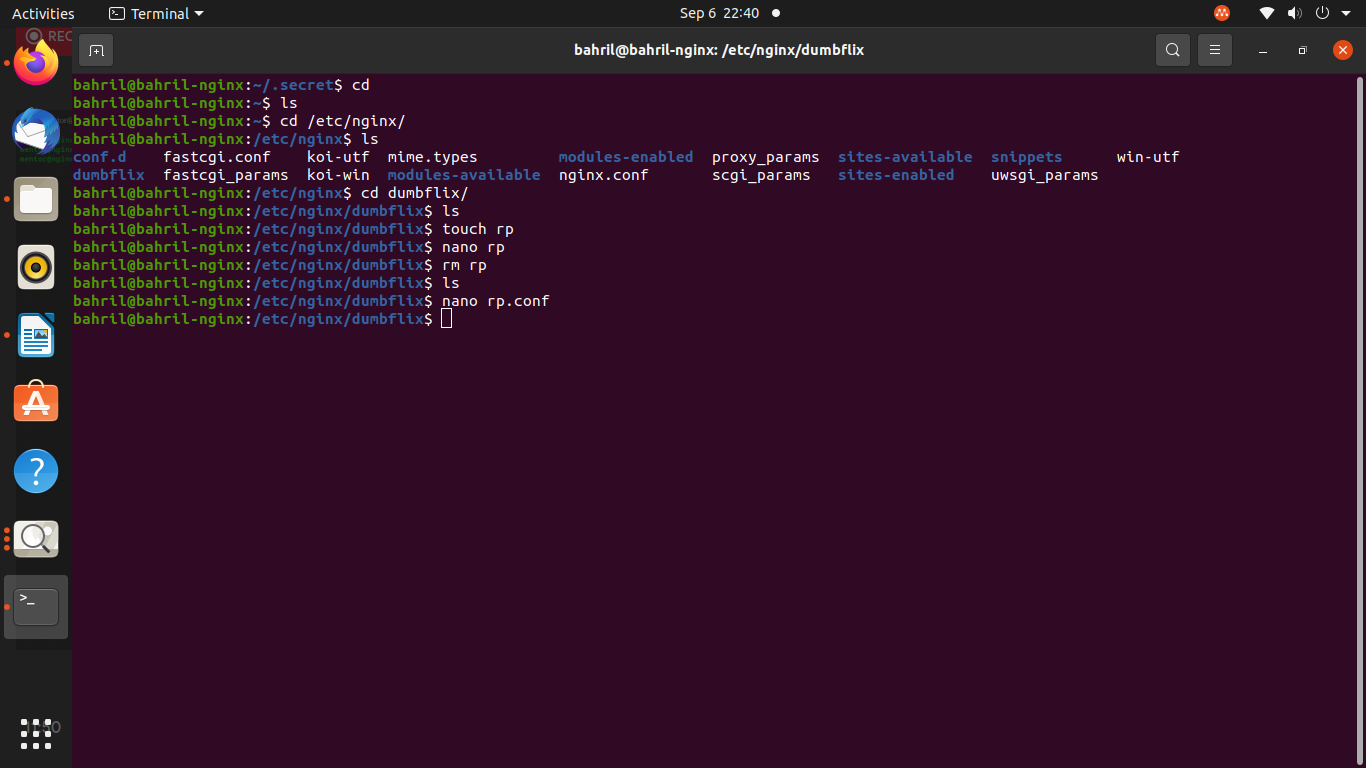 Activities Terminal Sep 6 22:40
REC
bahril@bahril-nginx: /etc/nginx/dumbflix
bahril@bahril-nginx:~/.secret$ cd
bahril@bahril-nginx:~$ ls
bahril@bahril-nginx:~$ cd /etc/nginx/
bahril@bahril-nginx:/etc/nginx$ ls
conf.d fastcgi.conf koi-utf mime.types modules-enabled proxy_params sites-available snippets win-utf
dumbflix fastcgi_params koi-win modules-available nginx.conf scgi_params sites-enabled uwsgi_params
bahril@bahril-nginx:/etc/nginx$ cd dumbflix/
bahril@bahril-nginx:/etc/nginx/dumbflix$ ls
bahril@bahril-nginx:/etc/nginx/dumbflix$ touch rp
bahril@bahril-nginx:/etc/nginx/dumbflix$ nano rp
bahril@bahril-nginx:/etc/nginx/dumbflix$ rm rp
bahril@bahril-nginx:/etc/nginx/dumbflix$ ls
bahril@bahril-nginx:/etc/nginx/dumbflix$ nano rp.conf
bahril@bahril-nginx:/etc/nginx/dumbflix$